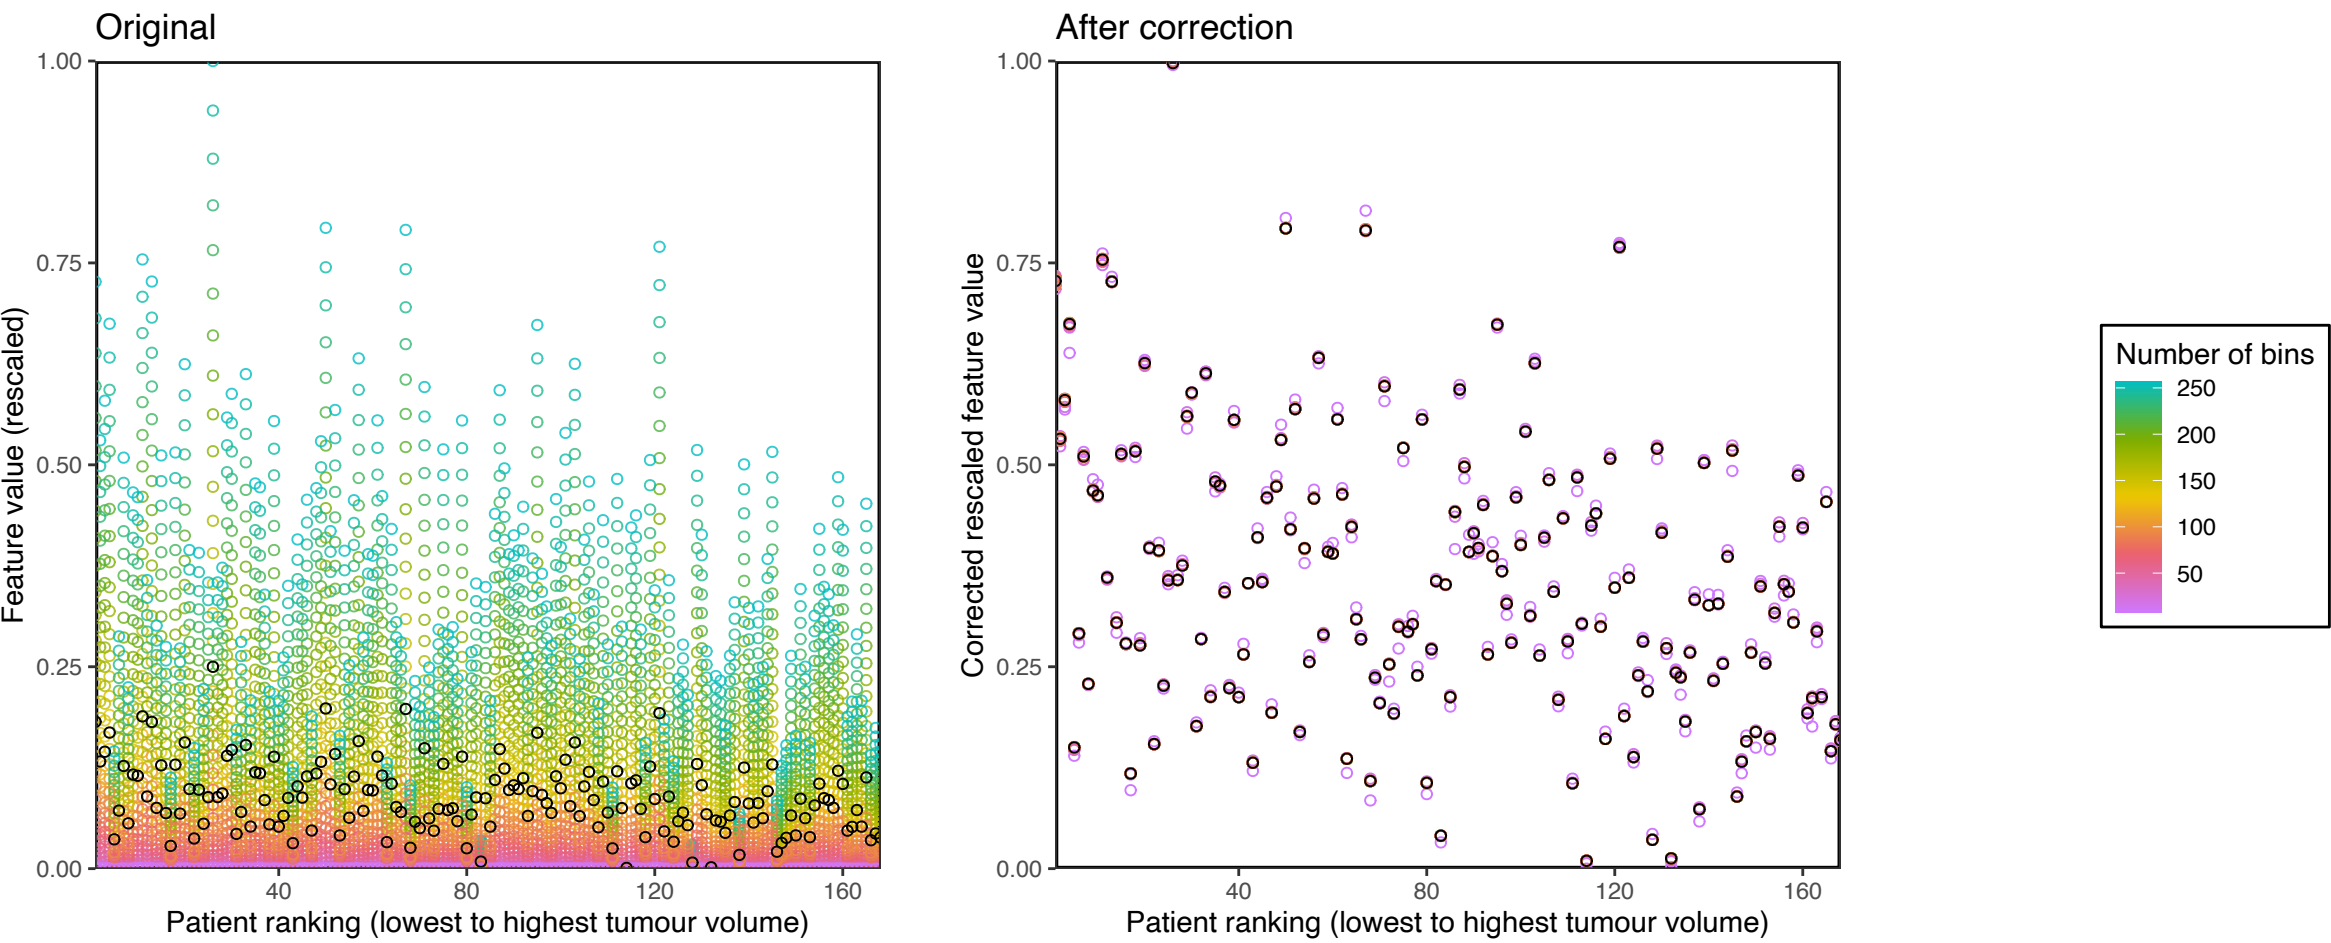 Original
1.00
0.75
0.50
0.25
0.00
Feature value (rescaled)
40 80 120 160
Patient ranking (lowest to highest tumour volume)
After correction
1.00
0.75
0.50
0.25
0.00
Corrected rescaled feature value
40 80 120 160
Patient ranking (lowest to highest tumour volume)
Number of bins
250
200
150
100
50